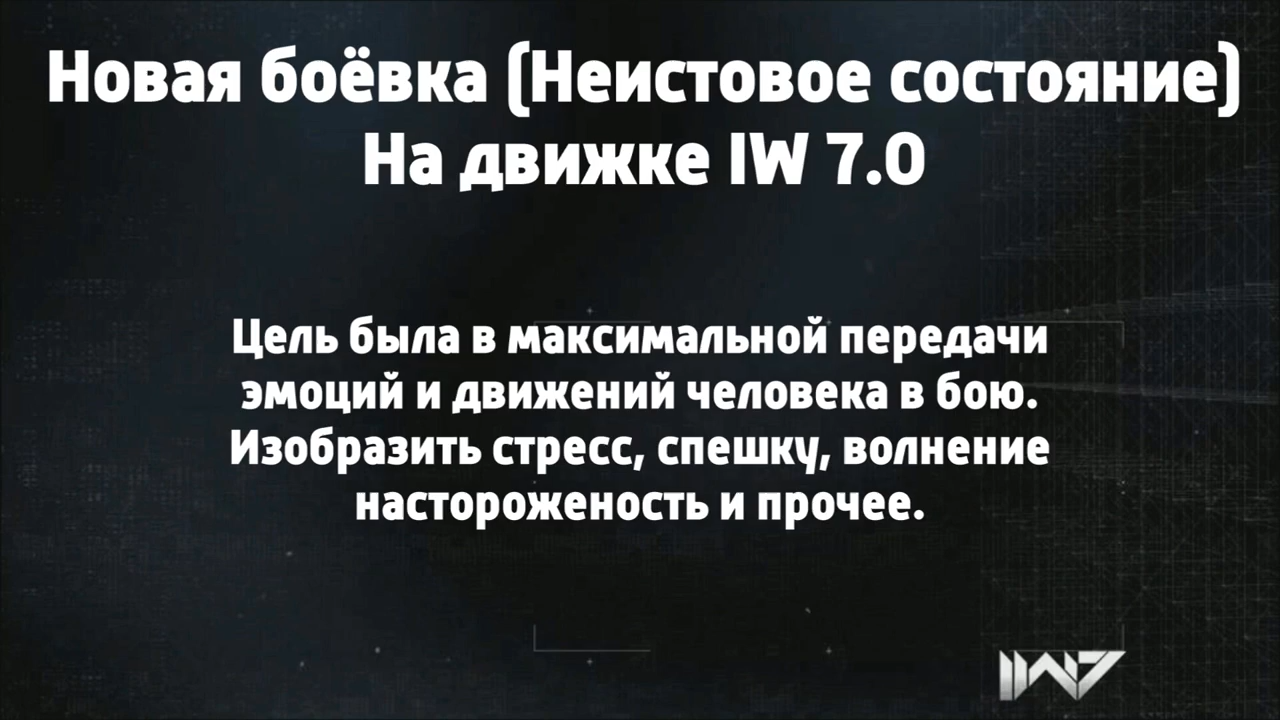 Новая боёвка (Неистовое состояние)
На движке IW 7.0
Цель была в максимальной передачи
эмоций и движений человека в бою.
Изобразить стресс, спешку, волнение
настороженость и прочее.
IW7